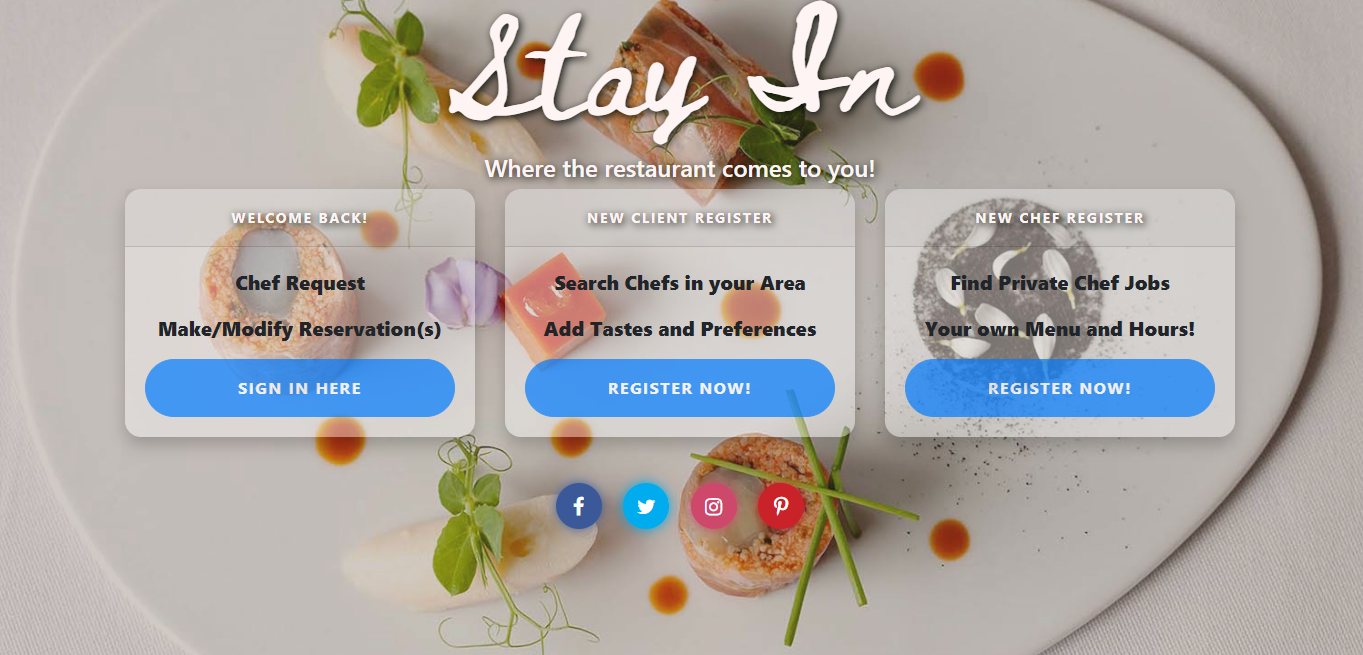 Stay In
Where the restaurant comes to you!
WELCOME BACK!
Chef Request
Make/Modify Reservation(s)
SIGN IN HERE
NEW CLIENT REGISTER
Search Chefs in your Area
Add Tastes and Preferences
REGISTER NOW!
NEW CHEF REGISTER
Find Private Chef Jobs
Your own Menu and Hours!
REGISTER NOW!